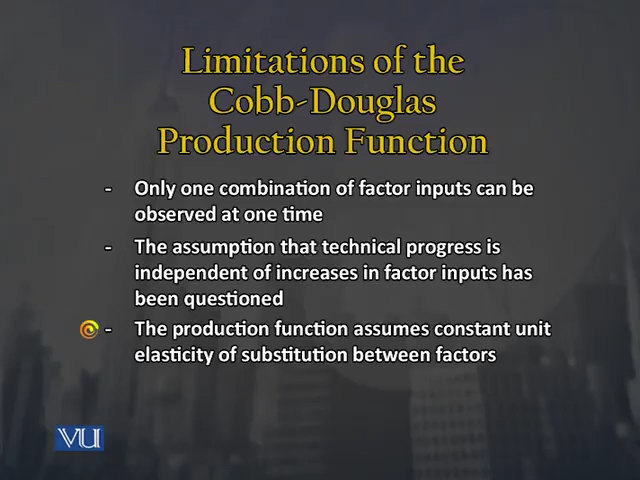 Limitations of the
Cobb-Douglas
Production Function
- Only one combination of factor inputs can be
observed at one time
- The assumption that technical progress is
independent of increases in factor inputs has
been questioned
- The production function assumes constant unit
elasticity of substitution between factors
VU